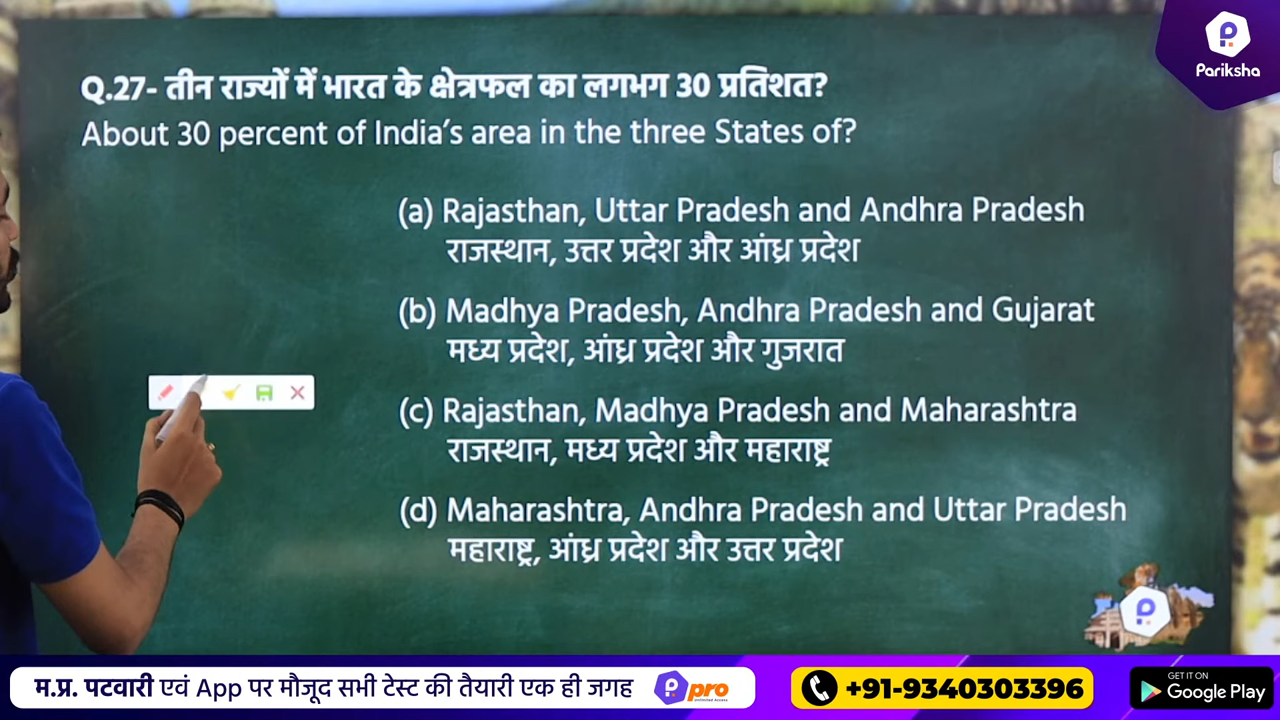 Pariksha
Q.27- तीन राज्यों में भारत के क्षेत्रफल का लगभग 30 प्रतिशत?
About 30 percent of India's area in the three States of?
(a) Rajasthan, Uttar Pradesh and Andhra Pradesh
राजस्थान, उत्तर प्रदेश और आंध्र प्रदेश
(b) Madhya Pradesh, Andhra Pradesh and Gujarat
मध्य प्रदेश, आंध्र प्रदेश और गुजरात
(c) Rajasthan, Madhya Pradesh and Maharashtra
राजस्थान, मध्य प्रदेश और महाराष्ट्र
(d) Maharashtra, Andhra Pradesh and Uttar Pradesh
महाराष्ट्र, आंध्र प्रदेश और उत्तर प्रदेश
म.प्र. पटवारी एवं App पर मौजूद सभी टेस्ट की तैयारी एक ही जगह
pro
unlimited access
+91-9340303396
GET IT ON
Google Play